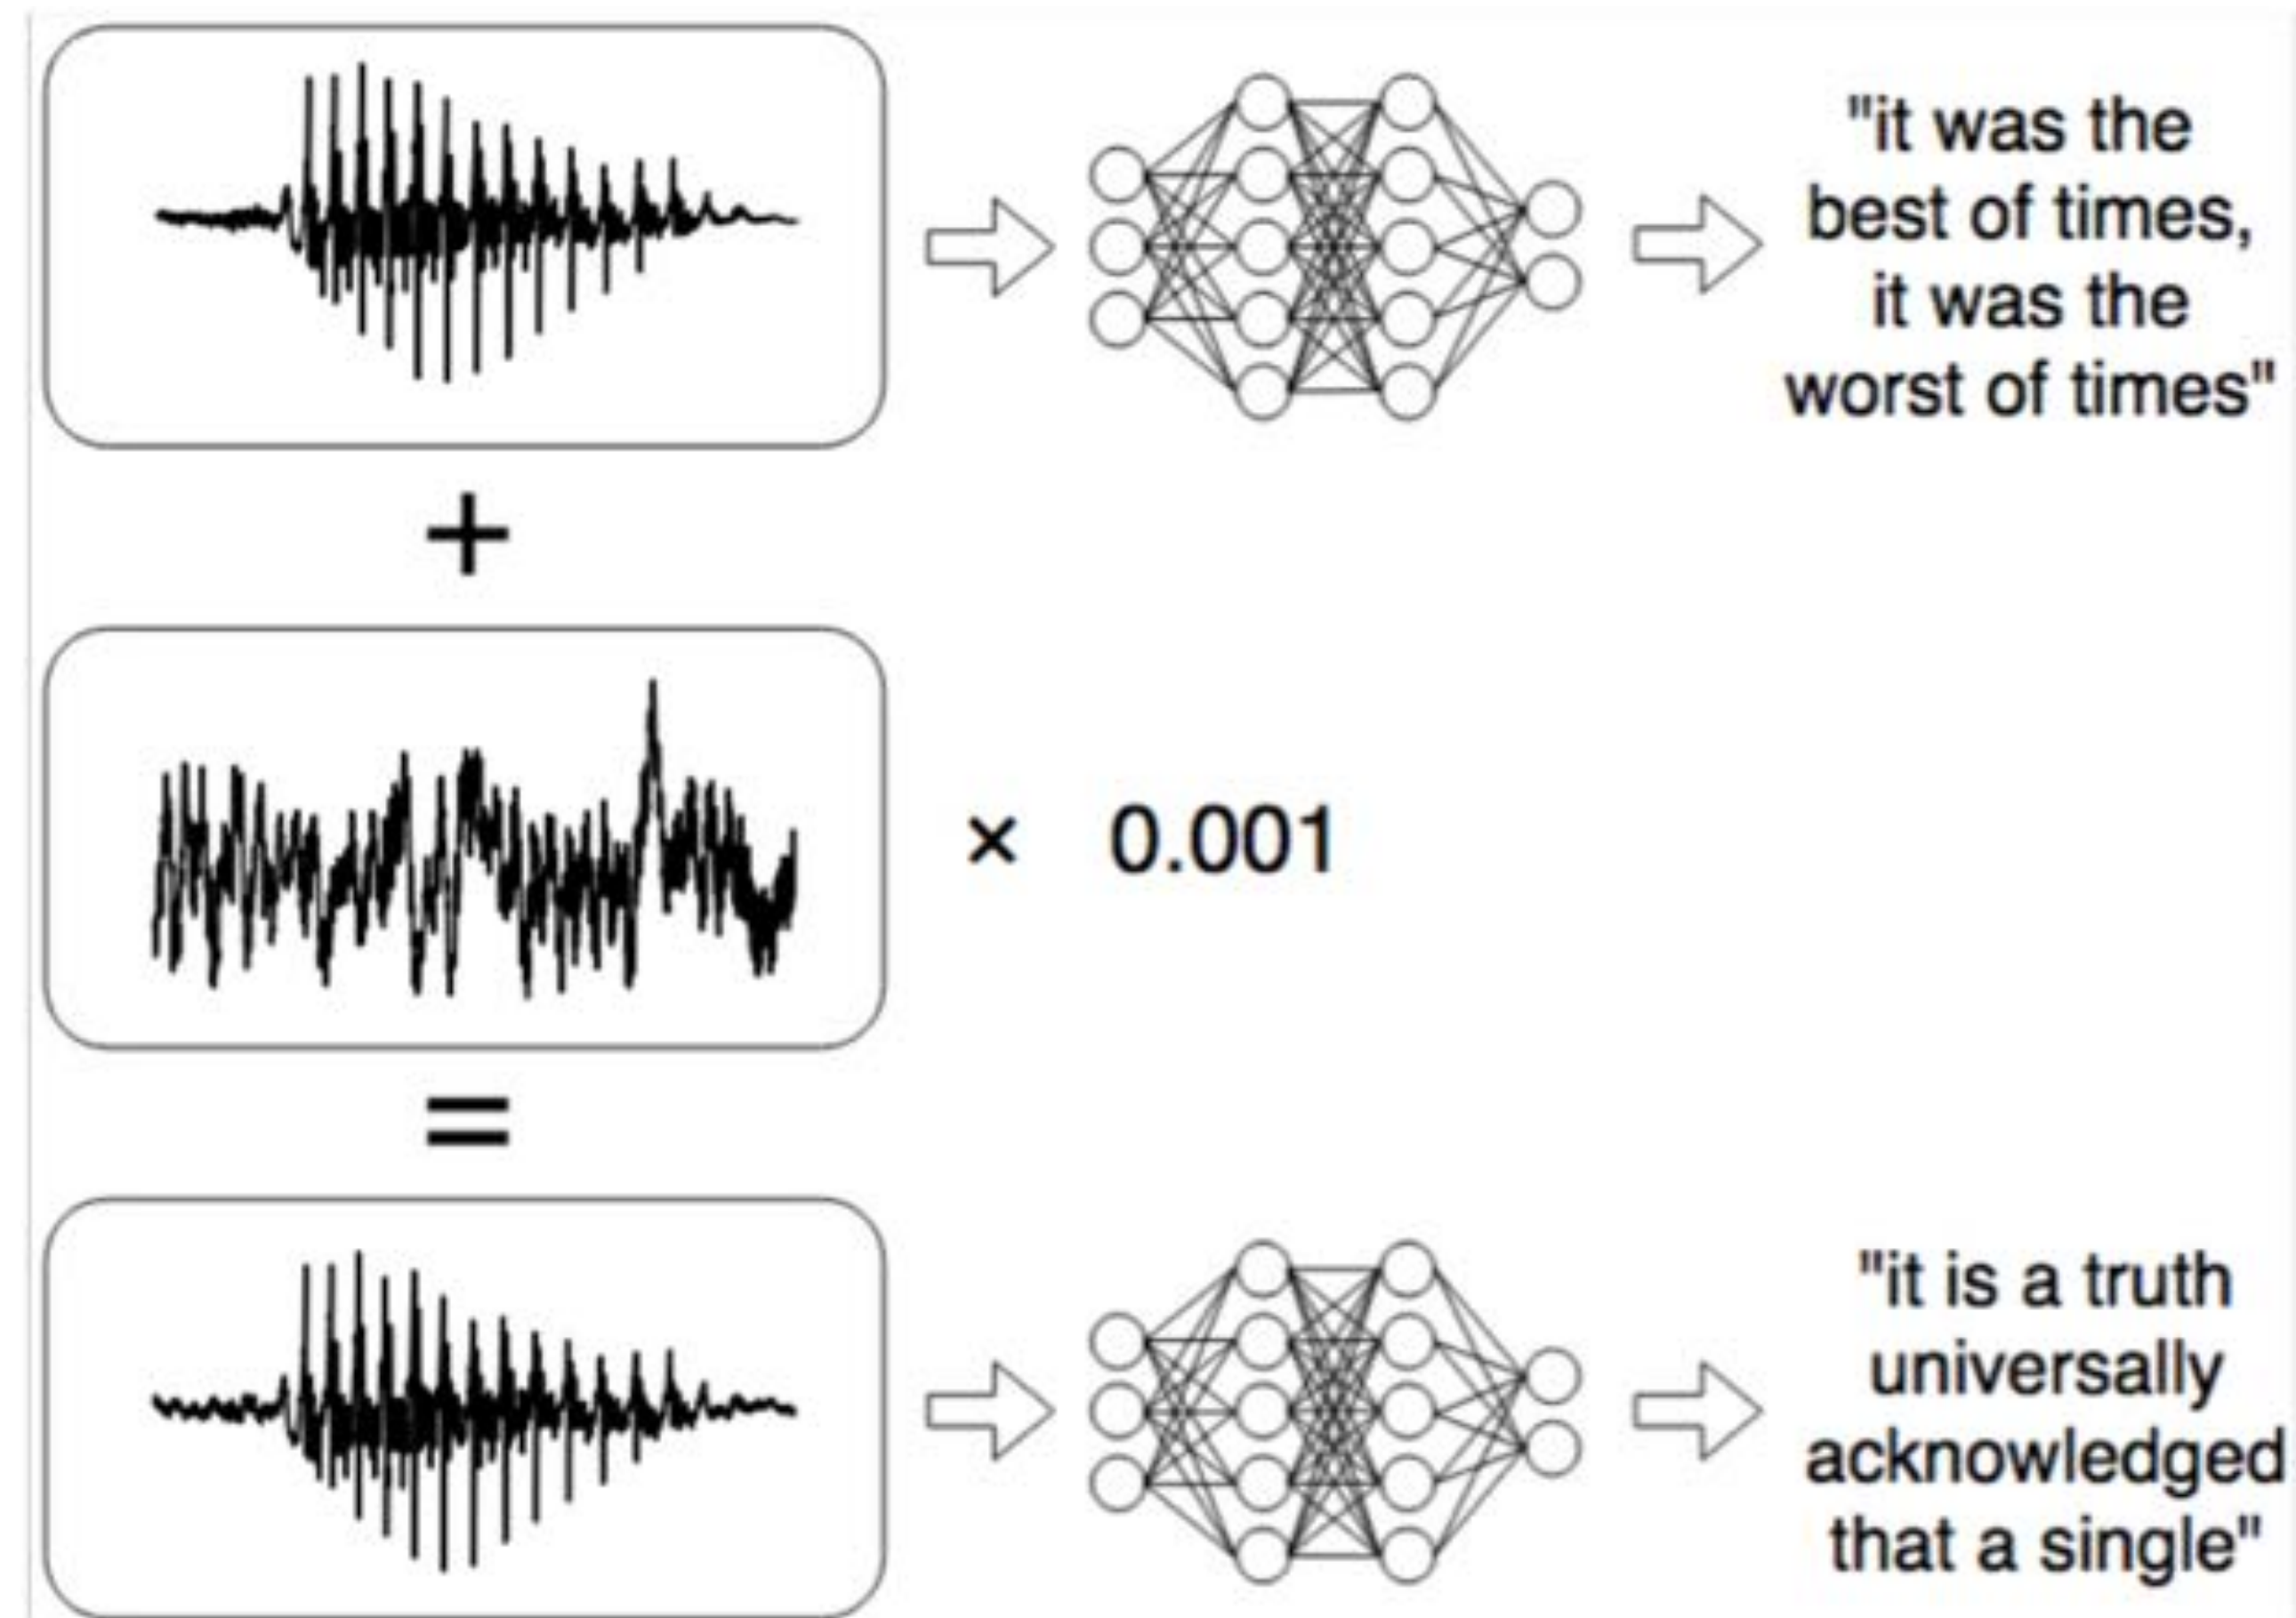 "it was the
best of times,
it was the
worst of times"
+
× 0.001
=
"it is a truth
universally
acknowledged
that a single"